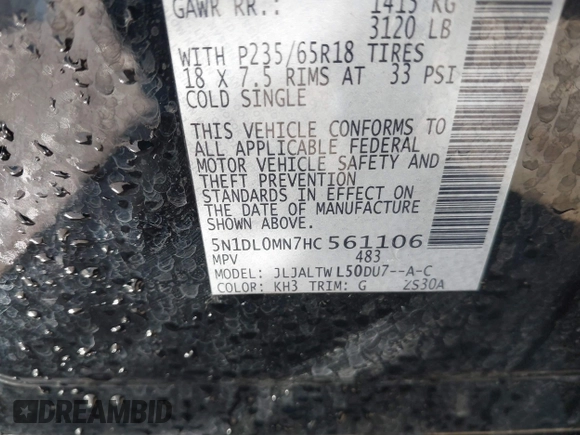 GAWR RR.: 1415 KG
3120 LB
WITH P235/65R18 TIRES
18 X 7.5 RIMS AT 33 PSI
COLD SINGLE
THIS VEHICLE CONFORMS TO
ALL APPLICABLE FEDERAL
MOTOR VEHICLE SAFETY AND
THEFT PREVENTION
STANDARDS IN EFFECT ON
THE DATE OF MANUFACTURE
SHOWN ABOVE.
5N1DL0MN7HC 561106
MPV 483
MODEL: JLJALTWL50DU7--A-C
COLOR: KH3 TRIM: G ZS30A
DREAMBID